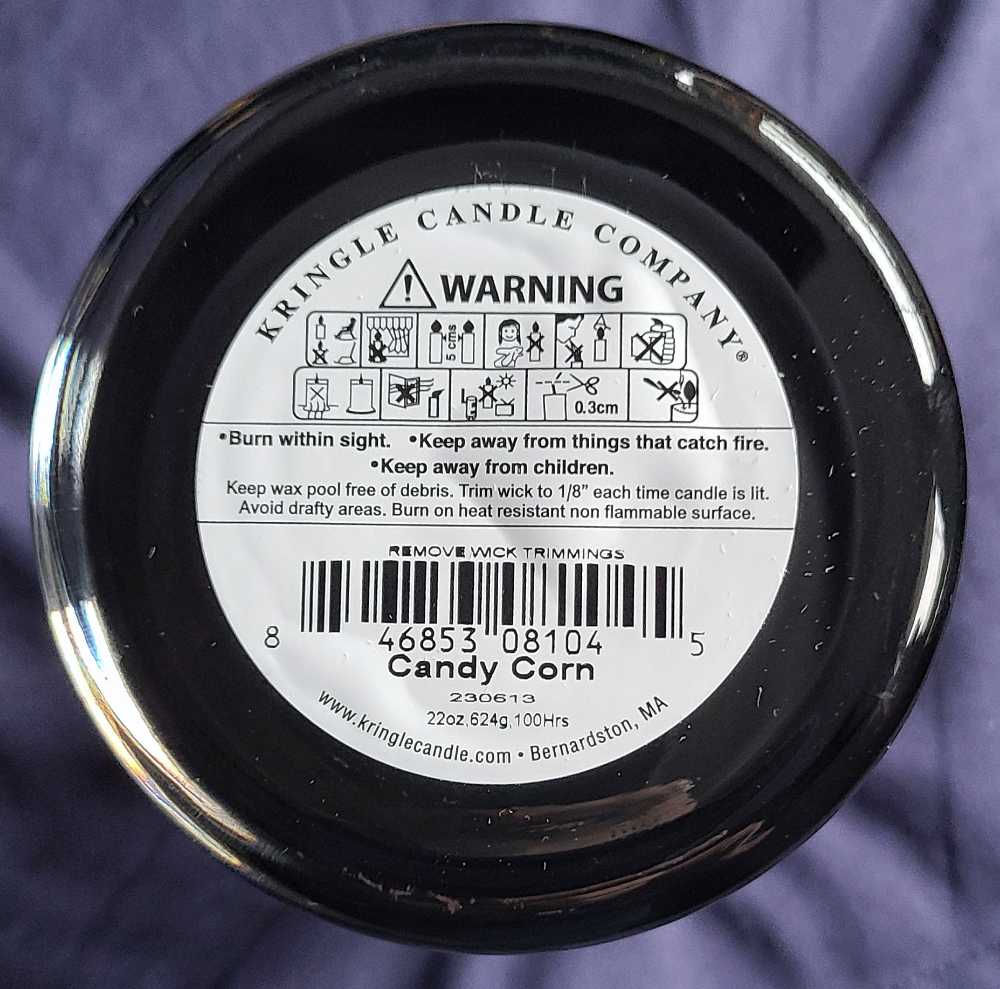 KRINGLE CANDLE COMPANY®
WARNING
5 cms
0.3cm
•Burn within sight. •Keep away from things that catch fire.
•Keep away from children.
Keep wax pool free of debris. Trim wick to 1/8” each time candle is lit.
Avoid drafty areas. Burn on heat resistant non flammable surface.
REMOVE WICK TRIMMINGS
8 46853 08104 5
Candy Corn
230613
22oz,624g,100Hrs
www.kringlecandle.com • Bernardston, MA